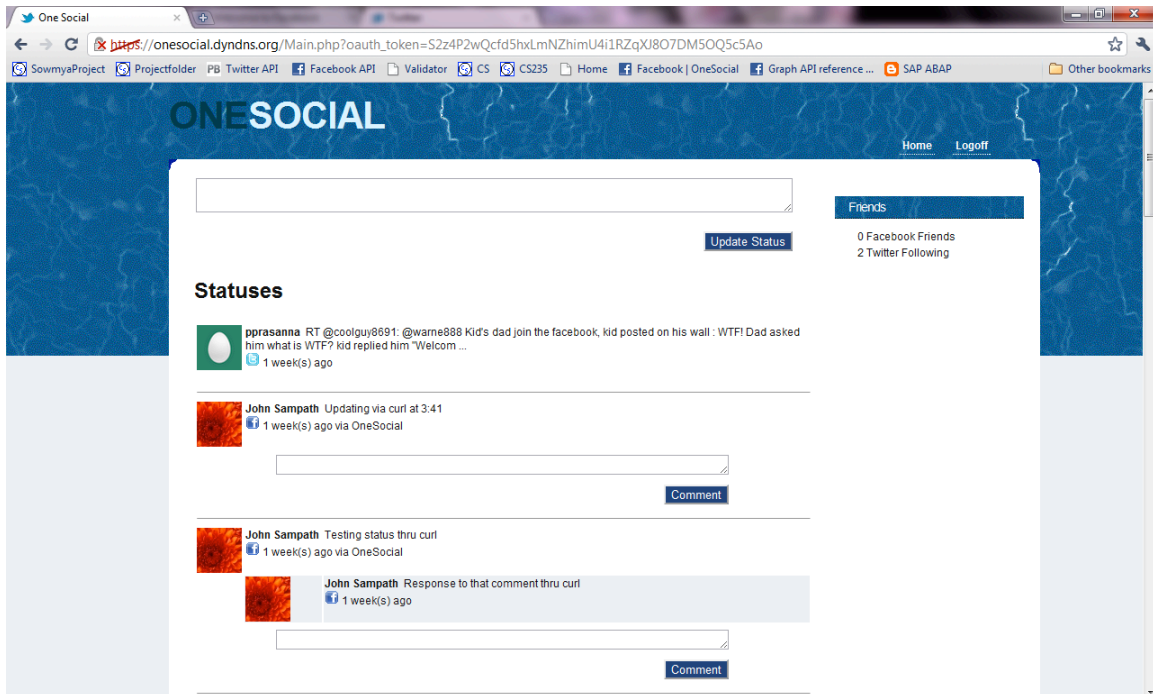 One Social
Twitter
https://onesocial.dyndns.org/Main.php?oauth_token=S2z4P2wQcfd5hxLmNZhimU4i1RZqXJ8O7DM5OQ5c5Ao
SowmyaProject Projectfolder PB Twitter API Facebook API Validator CS CS235 Home Facebook | OneSocial Graph API reference ... SAP ABAP Other bookmarks
ONESOCIAL
Home Logoff
Friends
Update Status
0 Facebook Friends
2 Twitter Following
Statuses
pprasanna RT @coolguy8691: @warne888 Kid's dad join the facebook, kid posted on his wall : WTF! Dad asked
him what is WTF? kid replied him "Welcom ...
1 week(s) ago
John Sampath Updating via curl at 3:41
1 week(s) ago via OneSocial
Comment
John Sampath Testing status thru curl
1 week(s) ago via OneSocial
John Sampath Response to that comment thru curl
1 week(s) ago
Comment